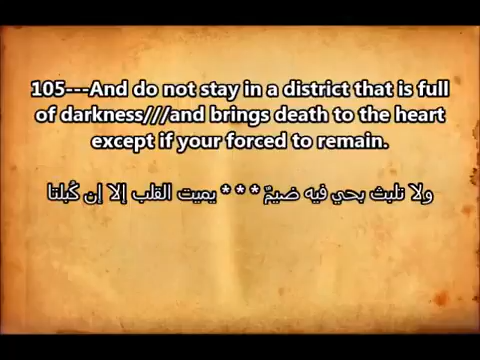 105---And do not stay in a district that is full
of darkness///and brings death to the heart
except if your forced to remain.
ولا تلبث بحي فيه ضيمٌ *** يميت القلب إلا إن كُبلتا